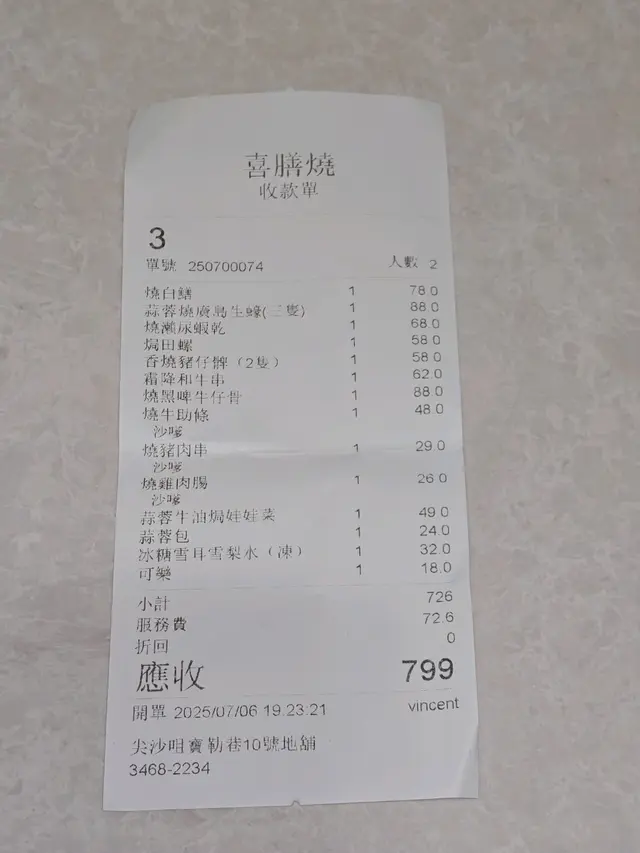 喜膳燒
收款單
3
單號 250700074 人數 2
燒白鱔 1 78.0
蒜蓉燒廣島生蠔(三隻) 1 88.0
燒瀨尿蝦乾 1 68.0
焗田螺 1 58.0
香燒豬仔髀（2隻） 1 58.0
霜降和牛串 1 62.0
燒黑啤牛仔骨 1 88.0
燒牛助條 1 48.0
沙嗲
燒豬肉串 1 29.0
沙嗲
燒雞肉腸 1 26.0
沙嗲
蒜蓉牛油焗娃娃菜 1 49.0
蒜蓉包 1 24.0
冰糖雪耳雪梨水（凍） 1 32.0
可樂 1 18.0
小計 726
服務費 72.6
折回 0
應收 799
開單 2025/07/06 19:23:21 vincent
尖沙咀寶勒巷10號地舖
3468-2234